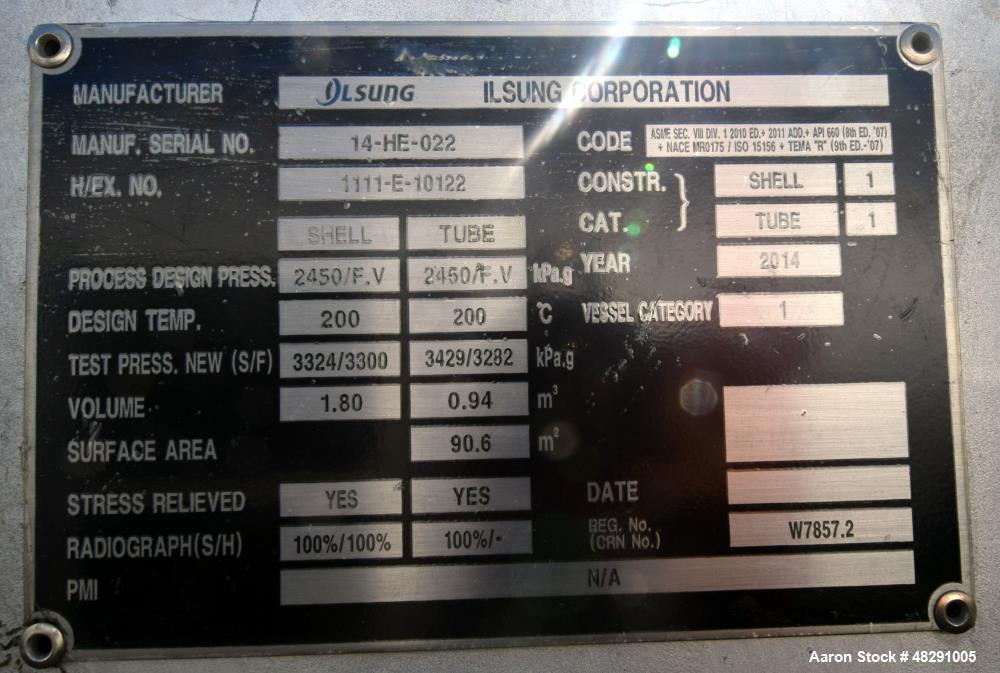 MANUFACTURER ILSUNG ILSUNG CORPORATION
MANUF. SERIAL NO. 14-HE-022
H/EX. NO. 1111-E-10122
CODE ASME SEC. VIII DIV. 1 2010 ED.+ 2011 ADD.+ API 660 (8th ED. '07)
+ NACE MR0175 / ISO 15156 + TEMA "R" (9th ED.-'07)
CONSTR. SHELL 1
CAT. TUBE 1
YEAR 2014
VESSEL CATEGORY 1
SHELL TUBE
PROCESS DESIGN PRESS. 2450/F.V 2450/F.V kPa.g
DESIGN TEMP. 200 200 °C
TEST PRESS. NEW (S/F) 3324/3300 3429/3282 kPa.g
VOLUME 1.80 0.94 m³
SURFACE AREA 90.6 m²
STRESS RELIEVED YES YES
RADIOGRAPH(S/H) 100%/100% 100%/-
PMI N/A
DATE
REG. No.
(CRN No.) W7857.2
Aaron Stock # 48291005